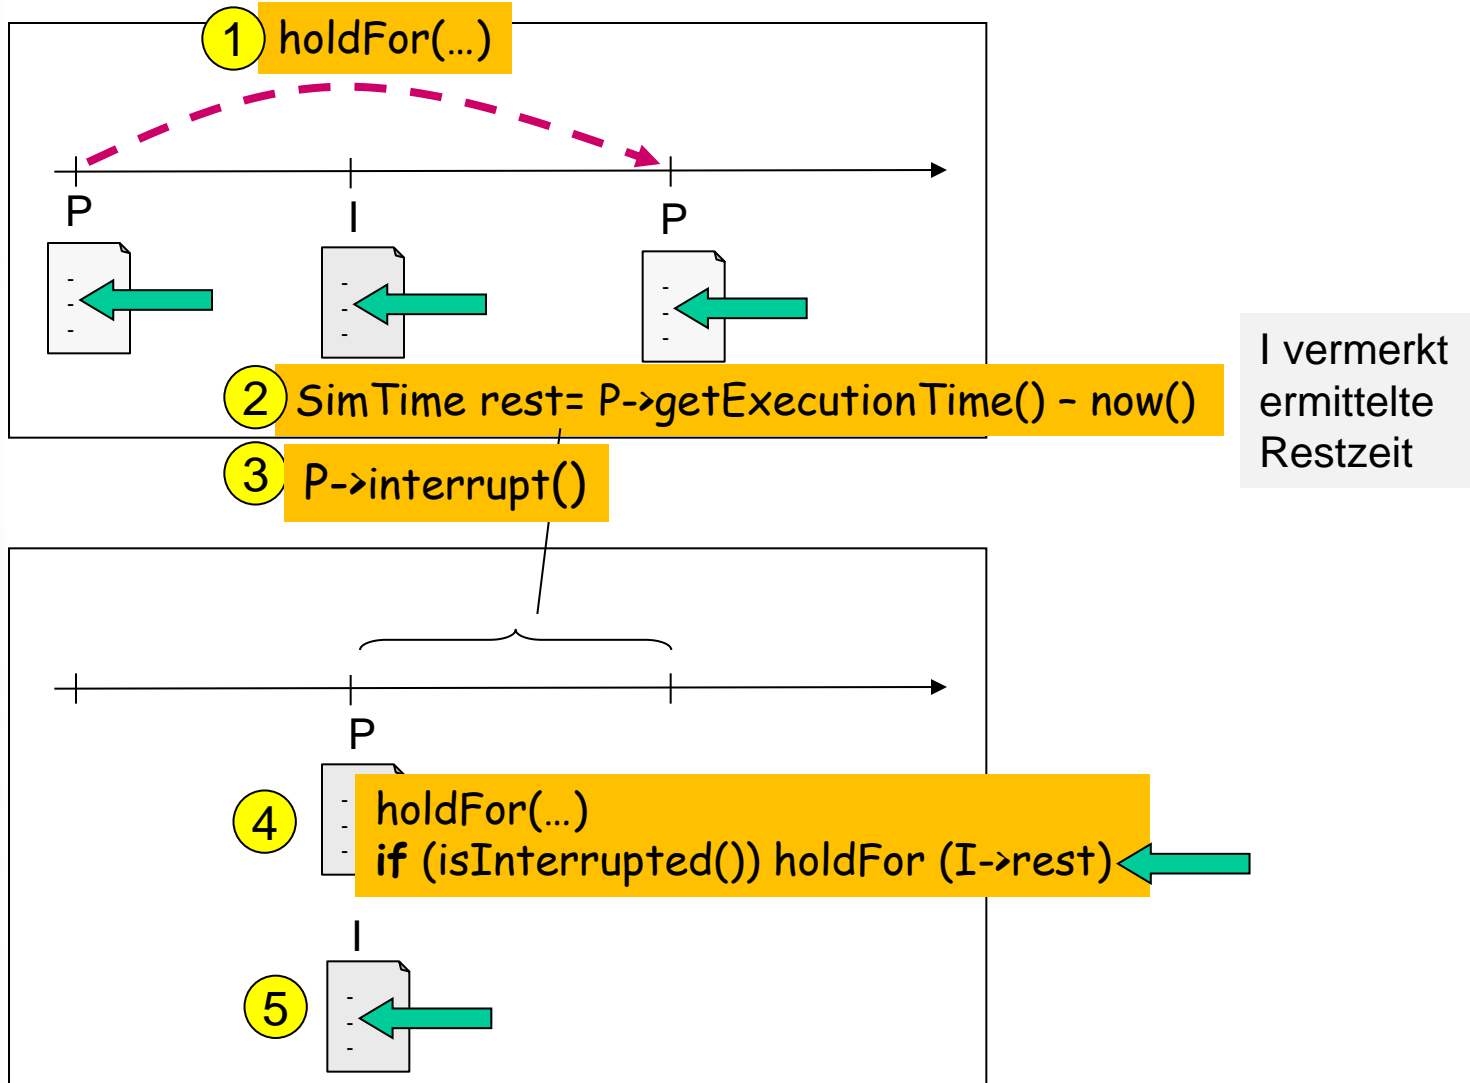 1 holdFor(…)
P I P
-
-
-
-
-
-
-
-
-
2 SimTime rest= P->getExecutionTime() – now()
I vermerkt
ermittelte
Restzeit
3 P->interrupt()
P
-
-
-
4 holdFor(…)
if (isInterrupted()) holdFor (I->rest)
I
5
-
-
-